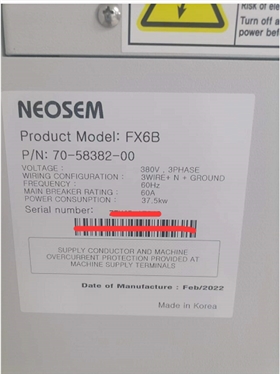 risk of e
Turn off a
power be
NEOSEM
Product Model: FX6B
P/N: 70-58382-00
VOLTAGE : 380V , 3PHASE
WIRING CONFIGURATION : 3WIRE+ N + GROUND
FREQUENCY : 60Hz
MAIN BREAKER RATING : 60A
POWER CONSUMPTION : 37.5kw
Serial number:
SUPPLY CONDUCTOR AND MACHINE
OVERCURRENT PROTECTION PROVIDED AT
MACHINE SUPPLY TERMINALS
Date of Manufacture : Feb/2022
Made in Korea